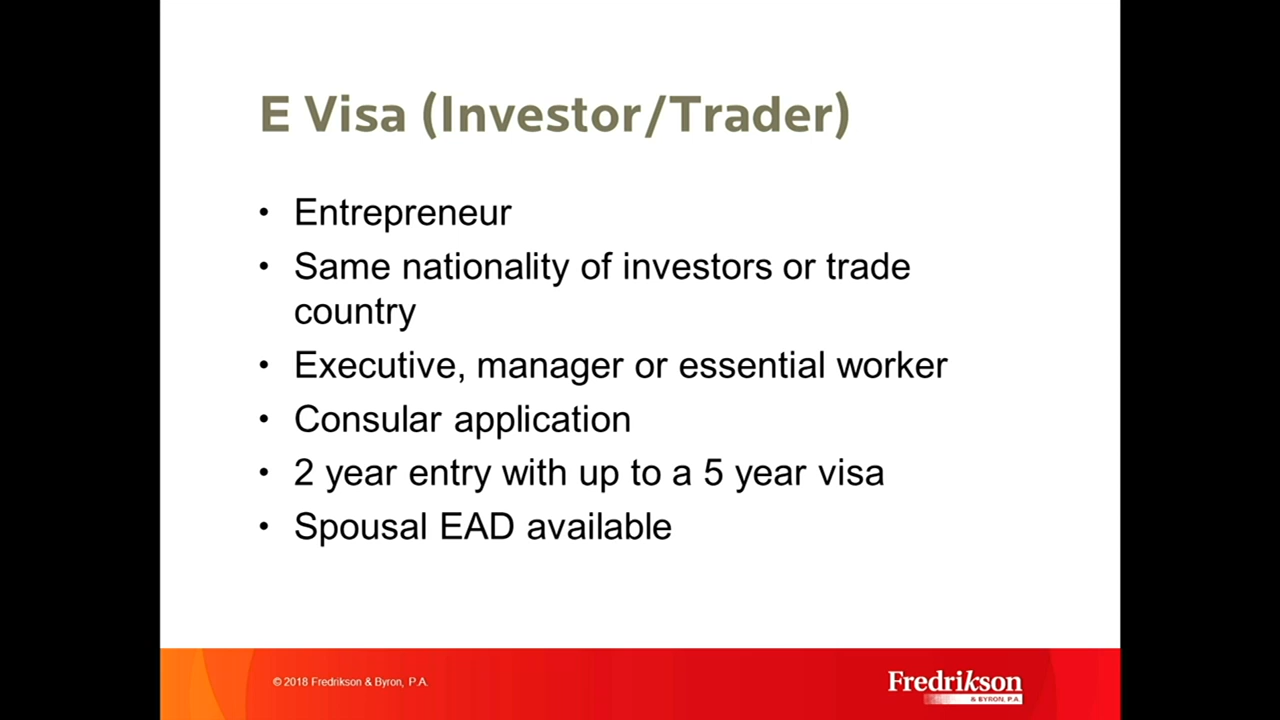 E Visa (Investor/Trader)
• Entrepreneur
• Same nationality of investors or trade
country
• Executive, manager or essential worker
• Consular application
• 2 year entry with up to a 5 year visa
• Spousal EAD available
© 2018 Fredrikson & Byron, P.A.
Fredrikson
& BYRON, P.A.